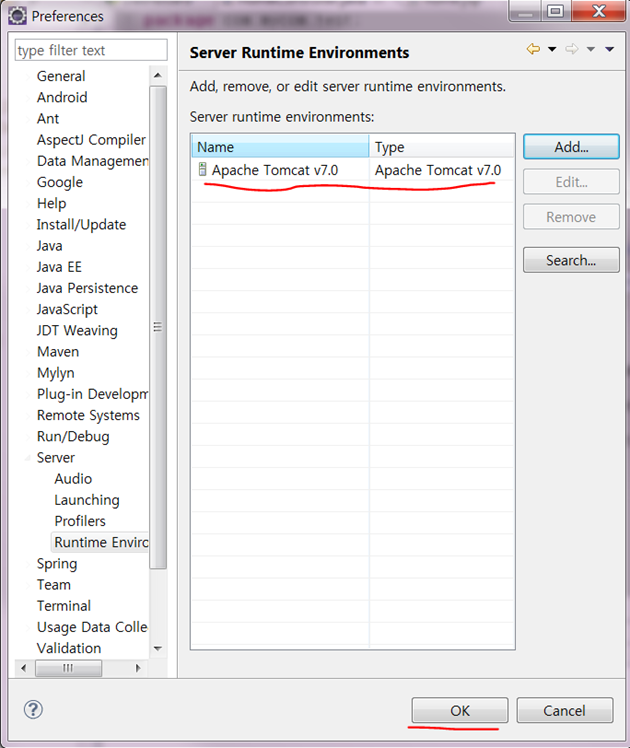 Preferences
type filter text
General
Android
Ant
AspectJ Compiler
Data Managemen
Google
Help
Install/Update
Java
Java EE
Java Persistence
JavaScript
JDT Weaving
Maven
Mylyn
Plug-in Developm
Remote Systems
Run/Debug
Server
Audio
Launching
Profilers
Runtime Enviro
Spring
Team
Terminal
Usage Data Colle
Validation
Server Runtime Environments
Add, remove, or edit server runtime environments.
Server runtime environments:
Name Type
Apache Tomcat v7.0 Apache Tomcat v7.0
Add...
Edit...
Remove
Search...
OK Cancel